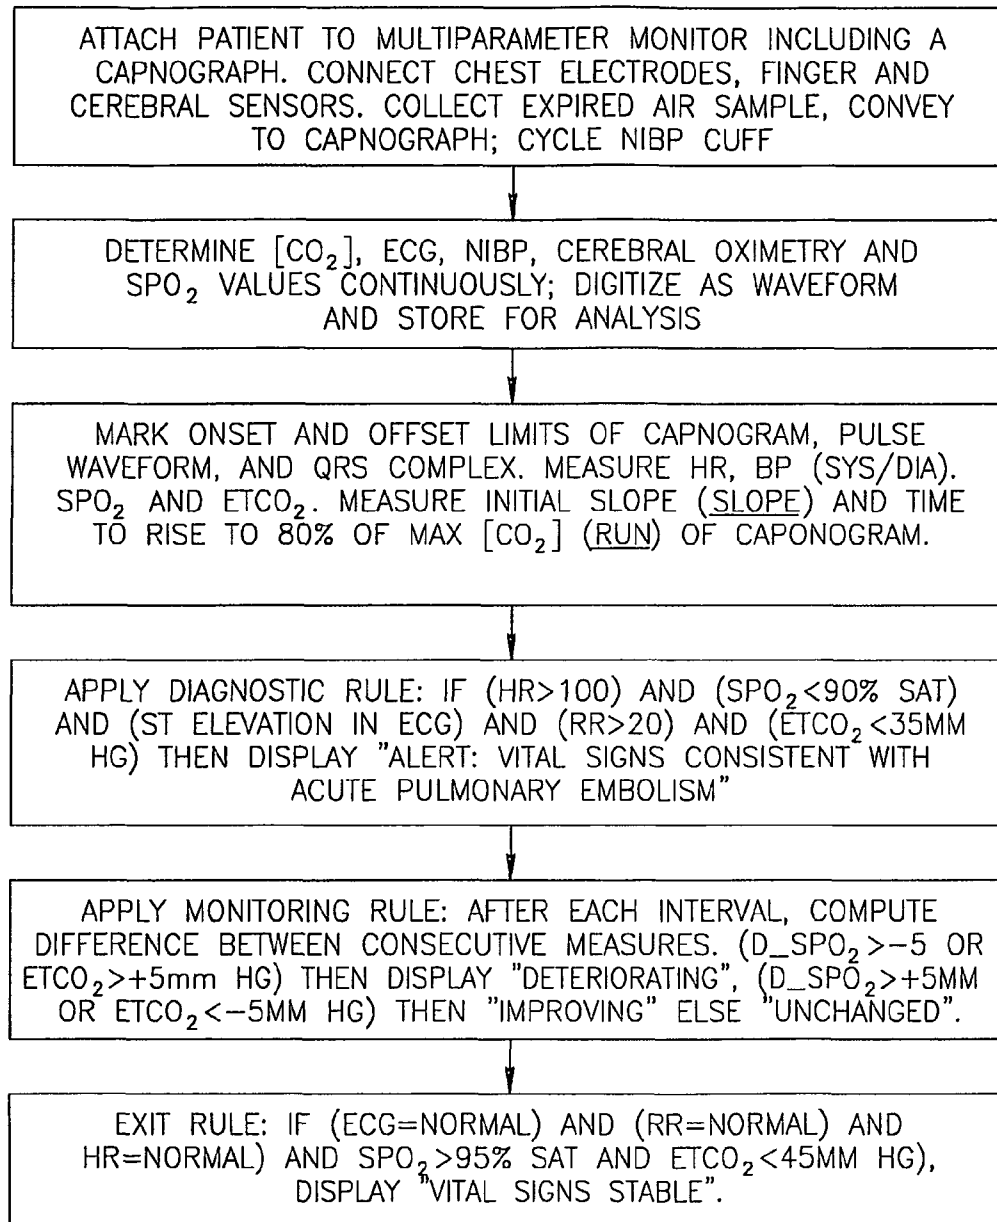 ATTACH PATIENT TO MULTIPARAMETER MONITOR INCLUDING A
CAPNOGRAPH. CONNECT CHEST ELECTRODES, FINGER AND
CEREBRAL SENSORS. COLLECT EXPIRED AIR SAMPLE, CONVEY
TO CAPNOGRAPH; CYCLE NIBP CUFF
DETERMINE [CO₂], ECG, NIBP, CEREBRAL OXIMETRY AND
SPO₂ VALUES CONTINUOUSLY; DIGITIZE AS WAVEFORM
AND STORE FOR ANALYSIS
MARK ONSET AND OFFSET LIMITS OF CAPNOGRAM, PULSE
WAVEFORM, AND QRS COMPLEX. MEASURE HR, BP (SYS/DIA).
SPO₂ AND ETCO₂. MEASURE INITIAL SLOPE (SLOPE) AND TIME
TO RISE TO 80% OF MAX [CO₂] (RUN) OF CAPONOGRAM.
APPLY DIAGNOSTIC RULE: IF (HR>100) AND (SPO₂<90% SAT)
AND (ST ELEVATION IN ECG) AND (RR>20) AND (ETCO₂<35MM
HG) THEN DISPLAY "ALERT: VITAL SIGNS CONSISTENT WITH
ACUTE PULMONARY EMBOLISM"
APPLY MONITORING RULE: AFTER EACH INTERVAL, COMPUTE
DIFFERENCE BETWEEN CONSECUTIVE MEASURES. (D_SPO₂>-5 OR
ETCO₂>+5mm HG) THEN DISPLAY "DETERIORATING", (D_SPO₂>+5MM
OR ETCO₂<-5MM HG) THEN "IMPROVING" ELSE "UNCHANGED".
EXIT RULE: IF (ECG=NORMAL) AND (RR=NORMAL) AND
HR=NORMAL) AND SPO₂>95% SAT AND ETCO₂<45MM HG),
DISPLAY "VITAL SIGNS STABLE".